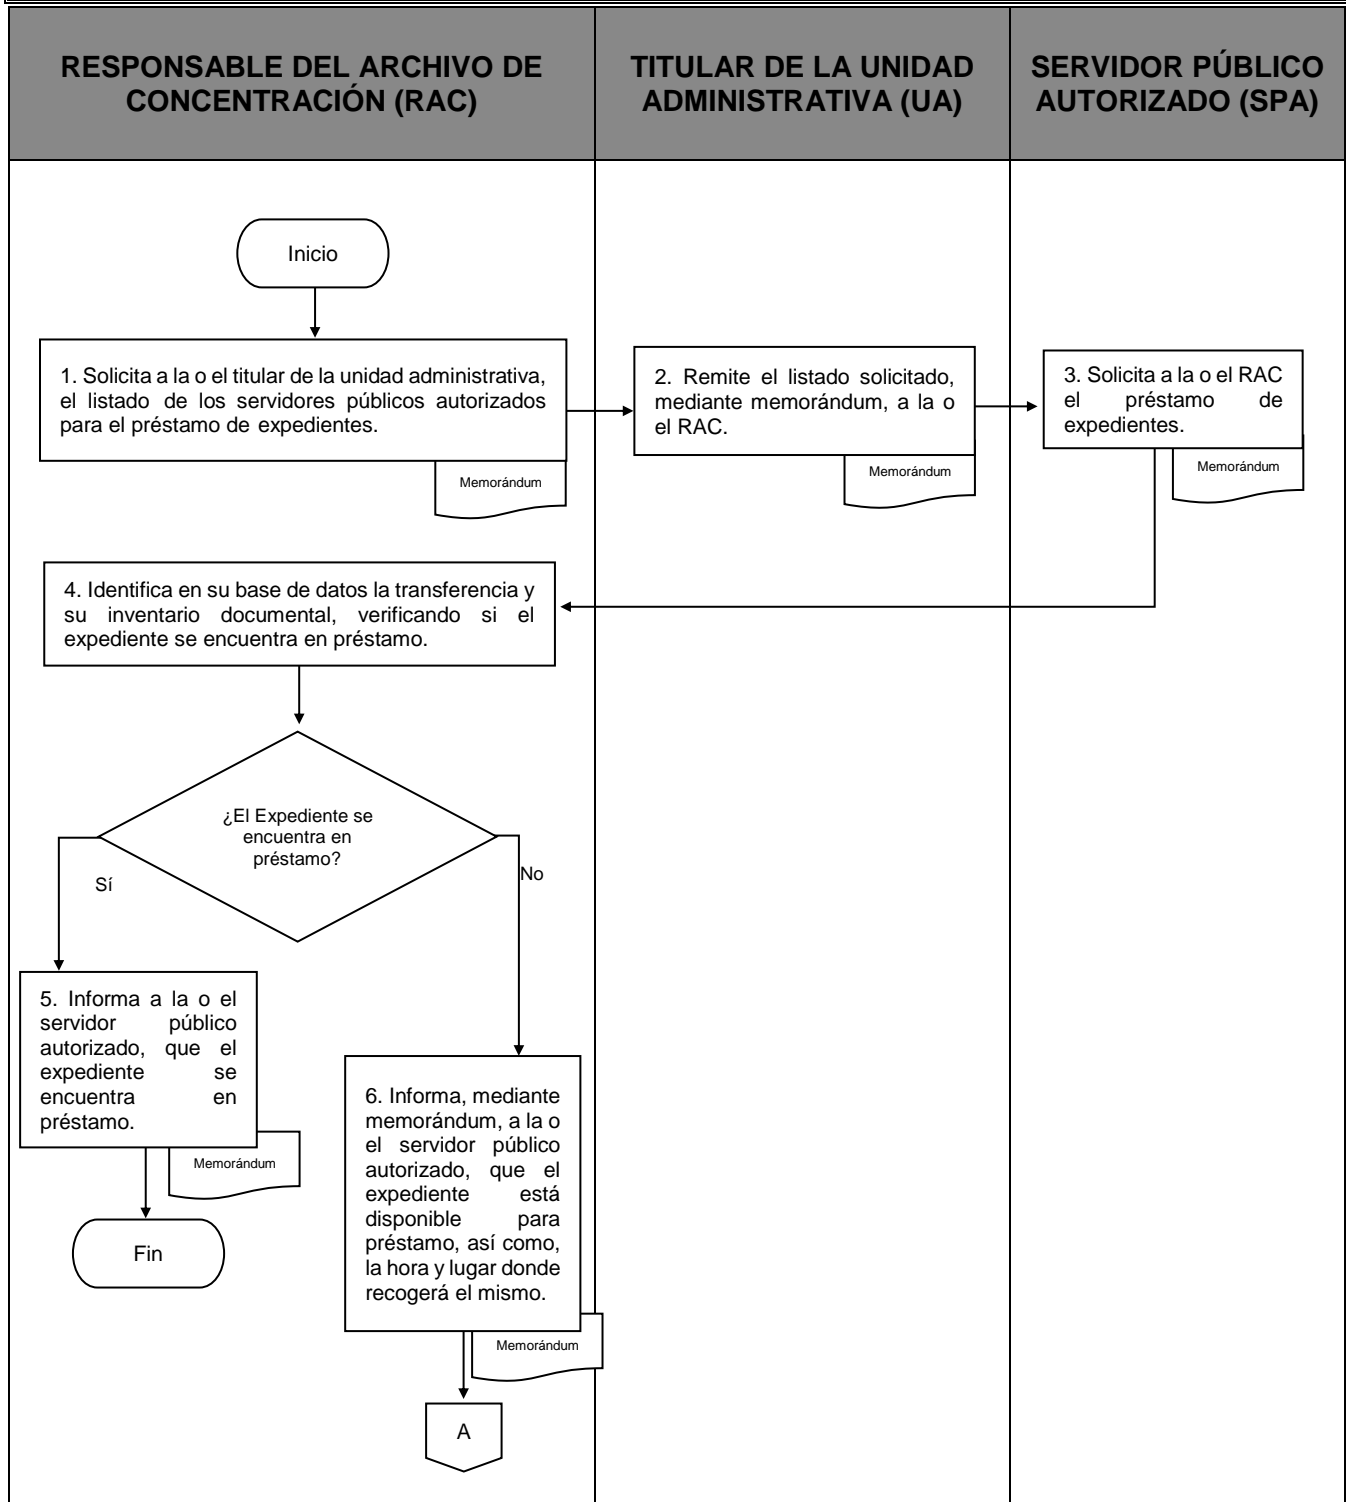 RESPONSABLE DEL ARCHIVO DE
CONCENTRACIÓN (RAC)
TITULAR DE LA UNIDAD
ADMINISTRATIVA (UA)
SERVIDOR PÚBLICO
AUTORIZADO (SPA)
Inicio
1. Solicita a la o el titular de la unidad administrativa,
el listado de los servidores públicos autorizados
para el préstamo de expedientes.
Memorándum
2. Remite el listado solicitado,
mediante memorándum, a la o
el RAC.
Memorándum
3. Solicita a la o el RAC
el préstamo de
expedientes.
Memorándum
4. Identifica en su base de datos la transferencia y
su inventario documental, verificando si el
expediente se encuentra en préstamo.
¿El Expediente se
encuentra en
préstamo?
Sí
No
5. Informa a la o el
servidor público
autorizado, que el
expediente se
encuentra en
préstamo.
Memorándum
Fin
6. Informa, mediante
memorándum, a la o
el servidor público
autorizado, que el
expediente está
disponible para
préstamo, así como,
la hora y lugar donde
recogerá el mismo.
Memorándum
A